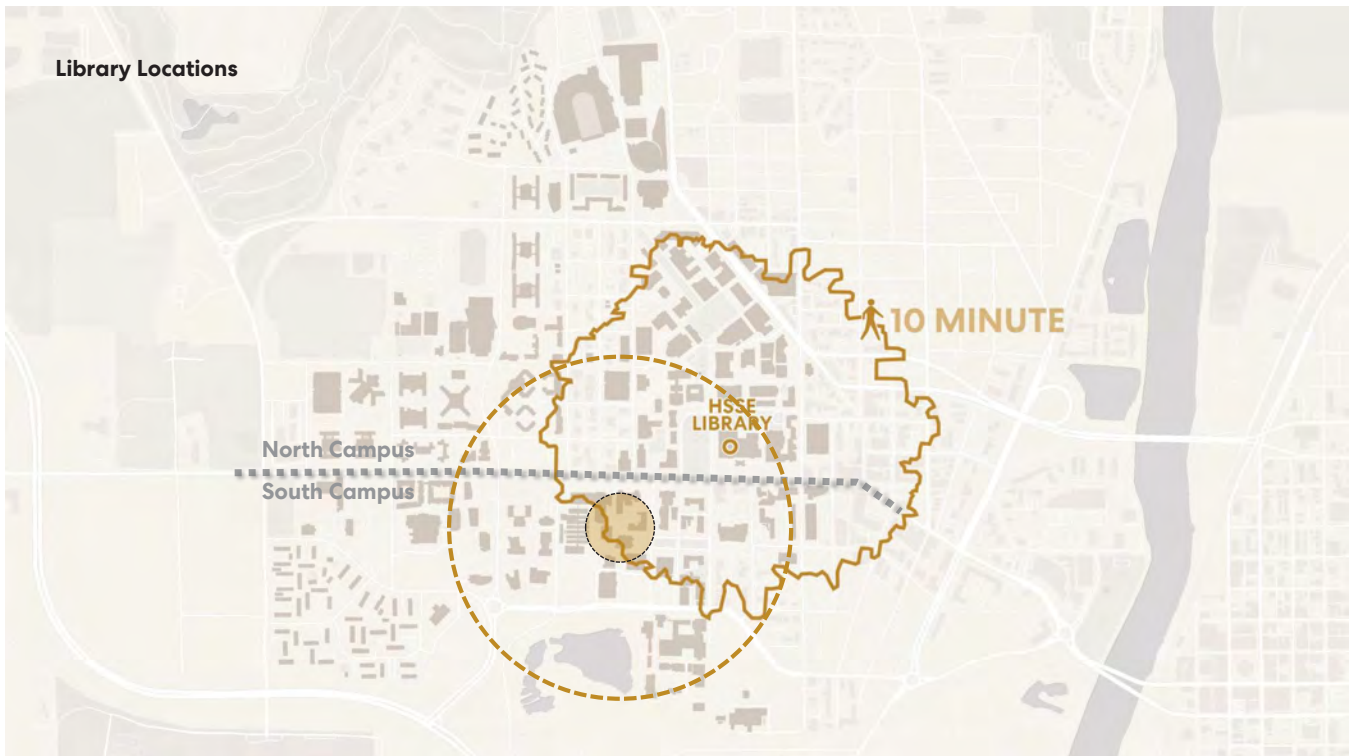 Library Locations
10 MINUTE
HSSE
LIBRARY
North Campus
South Campus